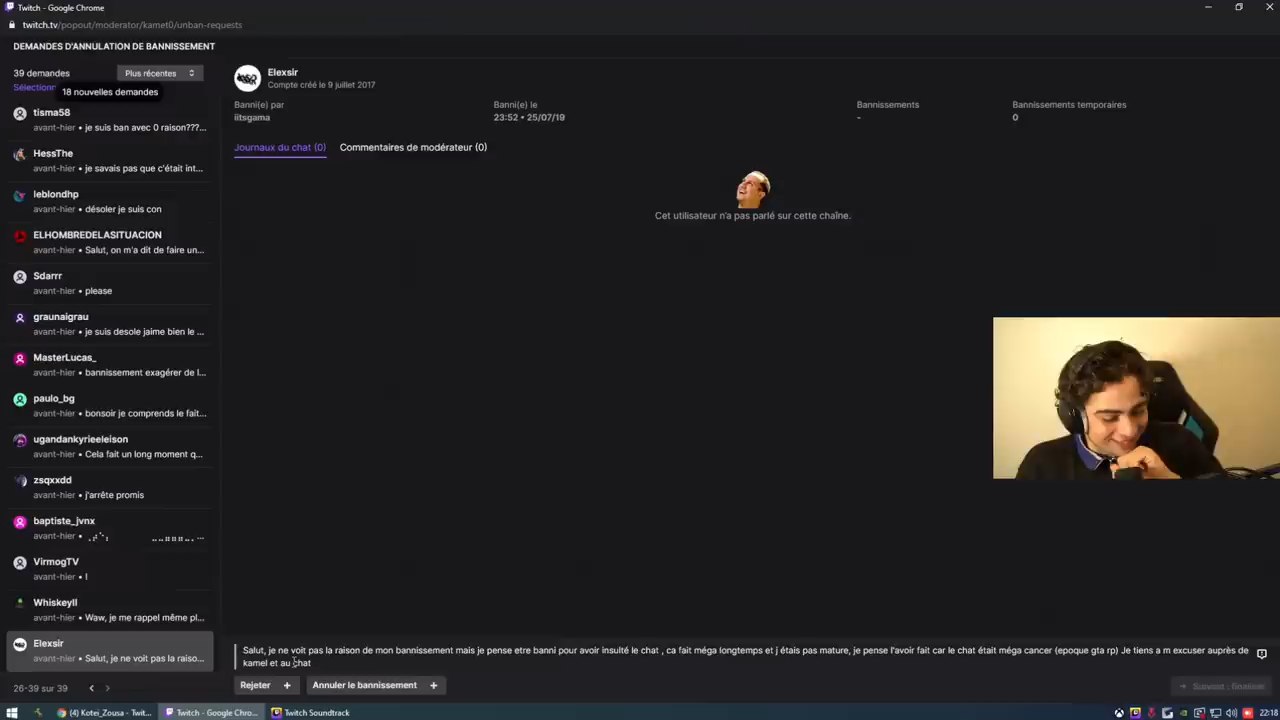 Twitch - Google Chrome
twitch.tv/popout/moderator/kamet0/unban-requests
DEMANDES D'ANNULATION DE BANNISSEMENT
39 demandes
Plus récentes
Sélectionn
18 nouvelles demandes
tisma58
avant-hier • je suis ban avec 0 raison???...
HessThe
avant-hier • je savais pas que c'était int...
leblondhp
avant-hier • désoler je suis con
ELHOMBREDELASITUACION
avant-hier • Salut, on m'a dit de faire un...
Sdarrr
avant-hier • please
graunaigrau
avant-hier • je suis desole jaime bien le ...
MasterLucas_
avant-hier • bannissement exagérer de l...
paulo_bg
avant-hier • bonsoir je comprends le fait...
ugandankyrieeleison
avant-hier • Cela fait un long moment q...
zsqxxdd
avant-hier • j'arrête promis
baptiste_jvnx
avant-hier •
VirmogTV
avant-hier • I
Whiskeyll
avant-hier • Waw, je me rappel même pl...
Elexsir
avant-hier • Salut, je ne voit pas la raiso...
26-39 sur 39
Elexsir
Compte créé le 9 juillet 2017
Banni(e) par
iitsgama
Banni(e) le
23:52 • 25/07/19
Bannissements
-
Bannissements temporaires
0
Journaux du chat (0)
Commentaires de modérateur (0)
Cet utilisateur n'a pas parlé sur cette chaîne.
Salut, je ne voit pas la raison de mon bannissement mais je pense etre banni pour avoir insulté le chat , ca fait méga longtemps et j étais pas mature, je pense l'avoir fait car le chat était méga cancer (epoque gta rp) Je tiens a m excuser auprès de
kamel et au chat
Rejeter +
Annuler le bannissement +
(4) Kotei_Zousa - Twit...
Twitch - Google Chro...
Twitch Soundtrack
22:18